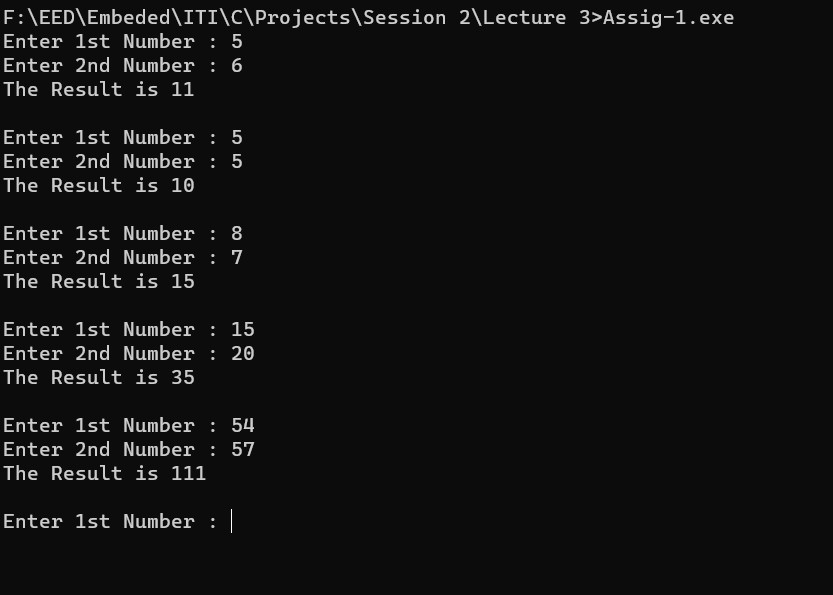 F:\EED\Embeded\ITI\C\Projects\Session 2\Lecture 3>Assig-1.exe
Enter 1st Number : 5
Enter 2nd Number : 6
The Result is 11
Enter 1st Number : 5
Enter 2nd Number : 5
The Result is 10
Enter 1st Number : 8
Enter 2nd Number : 7
The Result is 15
Enter 1st Number : 15
Enter 2nd Number : 20
The Result is 35
Enter 1st Number : 54
Enter 2nd Number : 57
The Result is 111
Enter 1st Number :